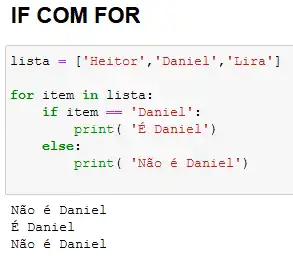 IF COM FOR
lista = ['Heitor','Daniel','Lira']
for item in lista:
    if item == 'Daniel':
        print( 'É Daniel')
    else:
        print( 'Não é Daniel')
Não é Daniel
É Daniel
Não é Daniel